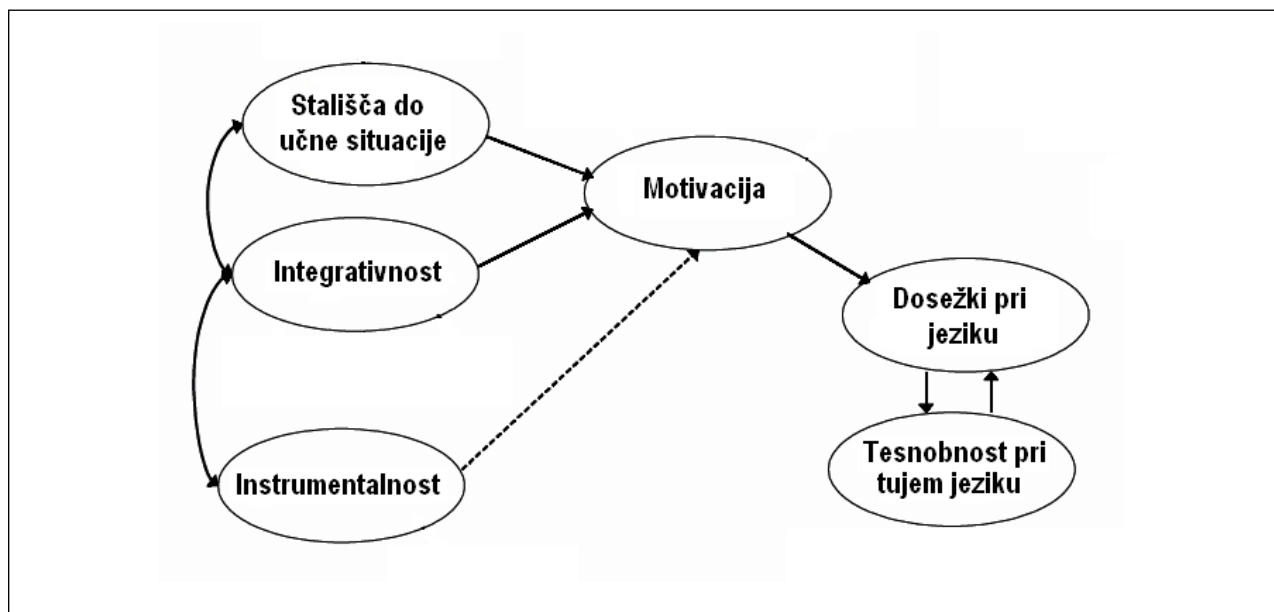 Stališča do
učne situacije
Motivacija
Integrativnost
Dosežki pri
jeziku
Instrumentalnost
Tesnobnost pri
tujem jeziku